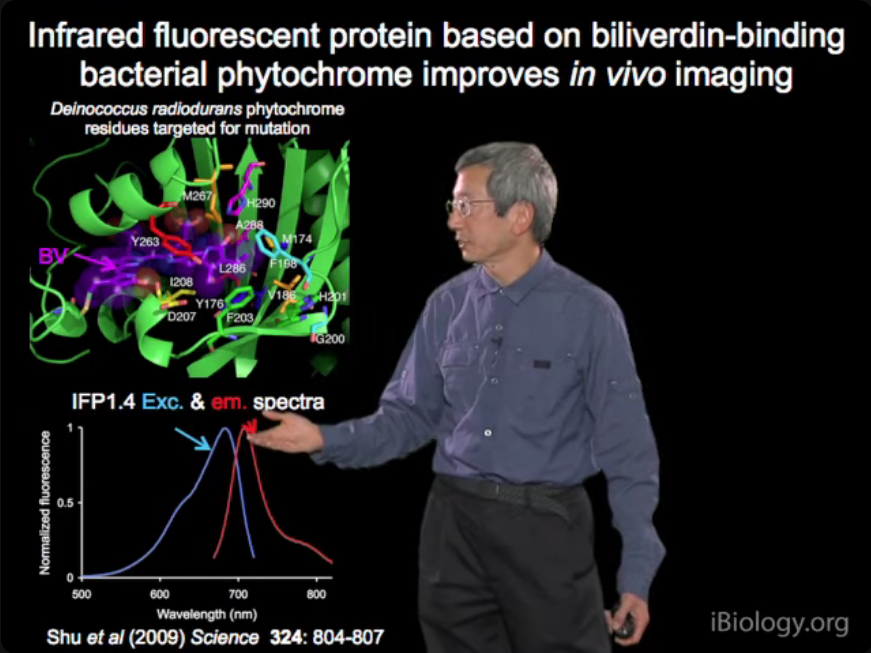 Infrared fluorescent protein based on biliverdin-binding
bacterial phytochrome improves in vivo imaging
Deinococcus radiodurans phytochrome
residues targeted for mutation
M267
H290
A288
Y263
M174
BV
F198
L286
I208
V186
H201
Y176
D207
F203
G200
IFP1.4 Exc. & em. spectra
Normalized fluorescence
1
0.5
0
500
600
700
800
Wavelength (nm)
Shu et al (2009) Science 324: 804-807
iBiology.org